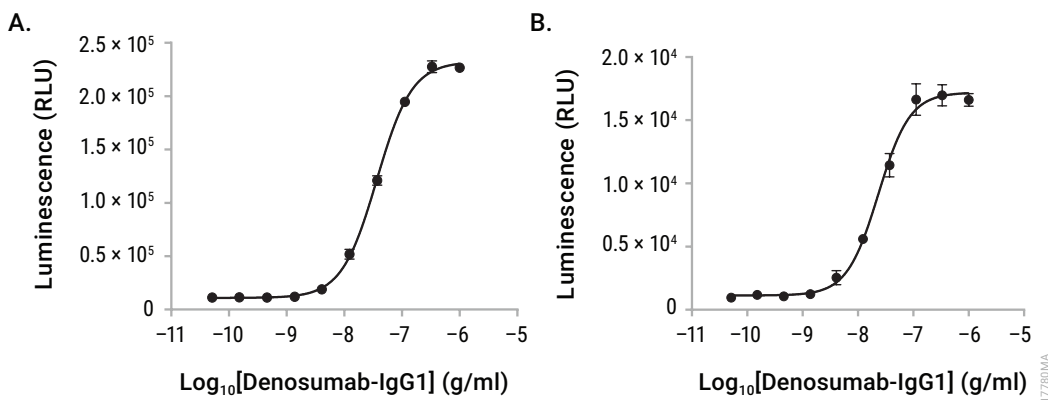 A.
2.5 × 10⁵
2.0 × 10⁵
1.5 × 10⁵
1.0 × 10⁵
0.5 × 10⁵
0
Luminescence (RLU)
−11 −10 −9 −8 −7 −6 −5
Log₁₀[Denosumab-IgG1] (g/ml)
B.
2.0 × 10⁴
1.5 × 10⁴
1.0 × 10⁴
0.5 × 10⁴
0
Luminescence (RLU)
−11 −10 −9 −8 −7 −6 −5
Log₁₀[Denosumab-IgG1] (g/ml)
17780MA